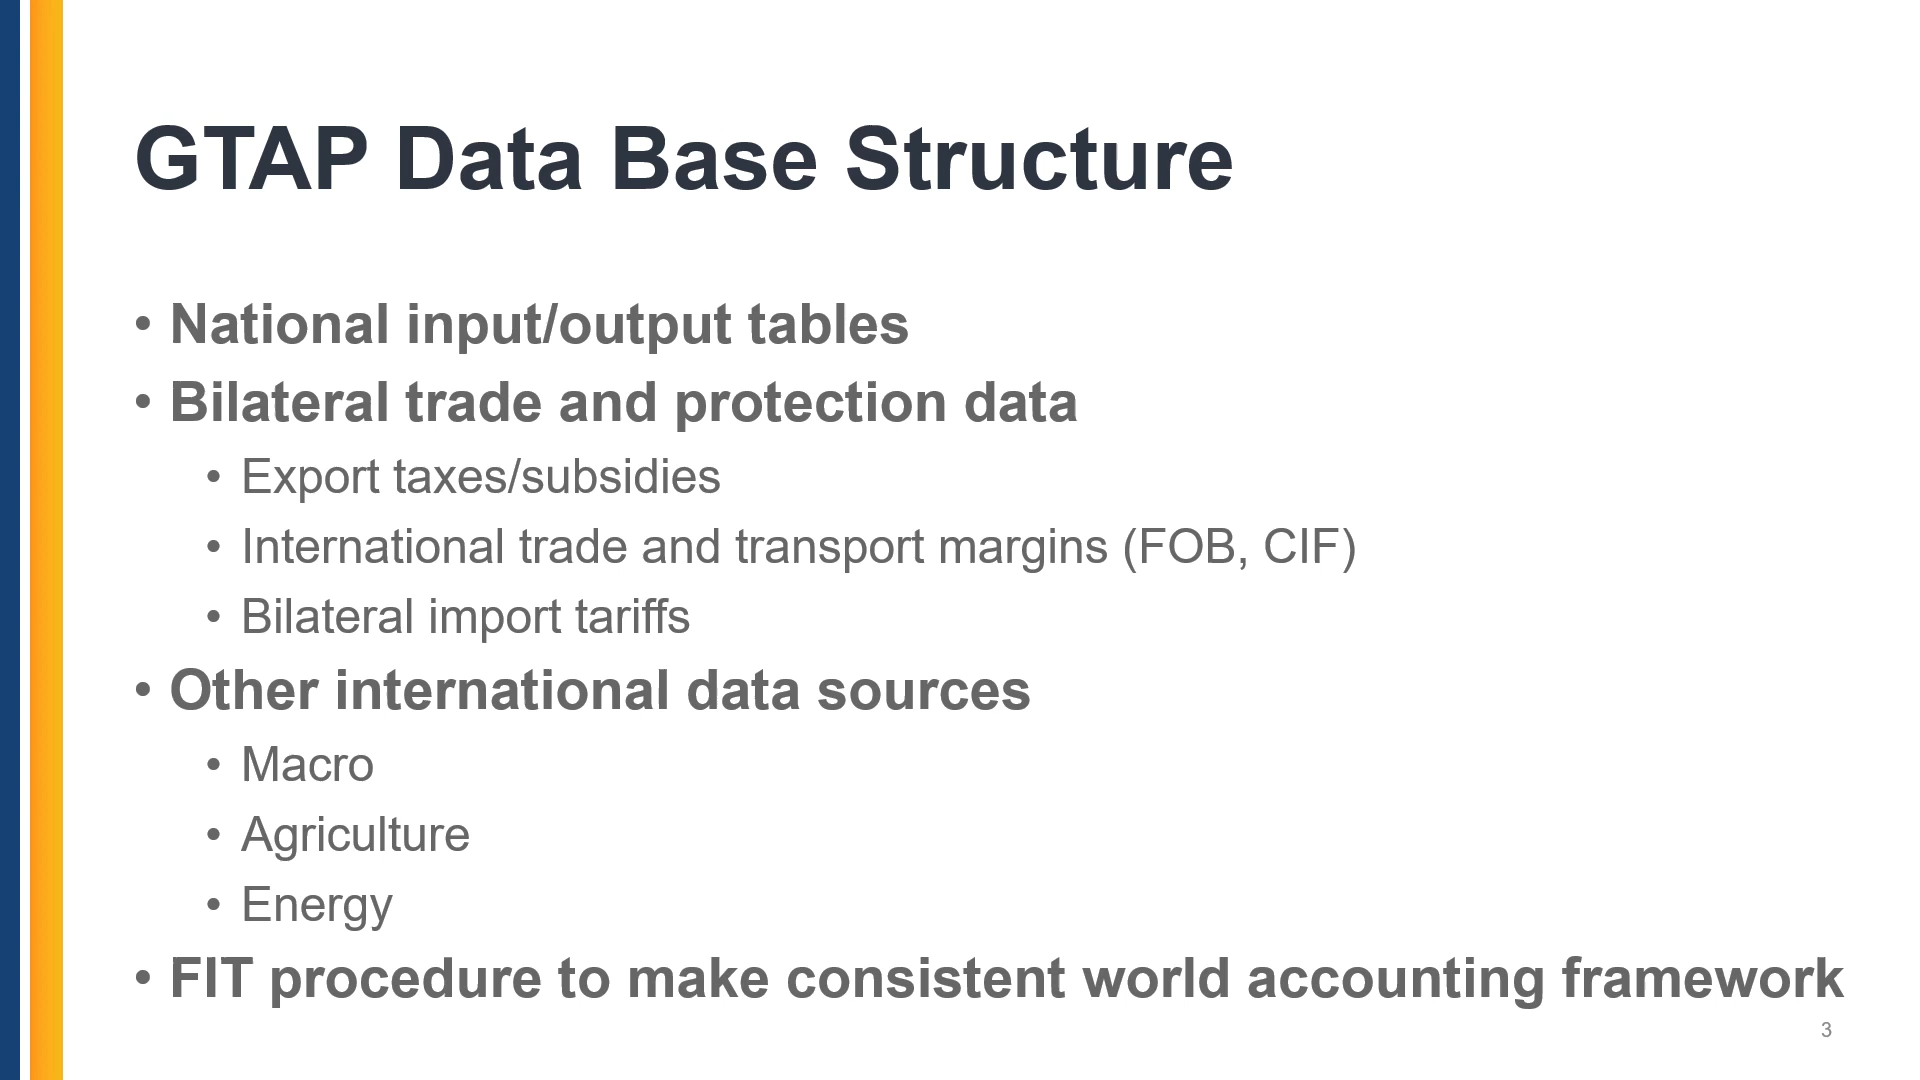 GTAP Data Base Structure
• National input/output tables
• Bilateral trade and protection data
• Export taxes/subsidies
• International trade and transport margins (FOB, CIF)
• Bilateral import tariffs
• Other international data sources
• Macro
• Agriculture
• Energy
• FIT procedure to make consistent world accounting framework
3